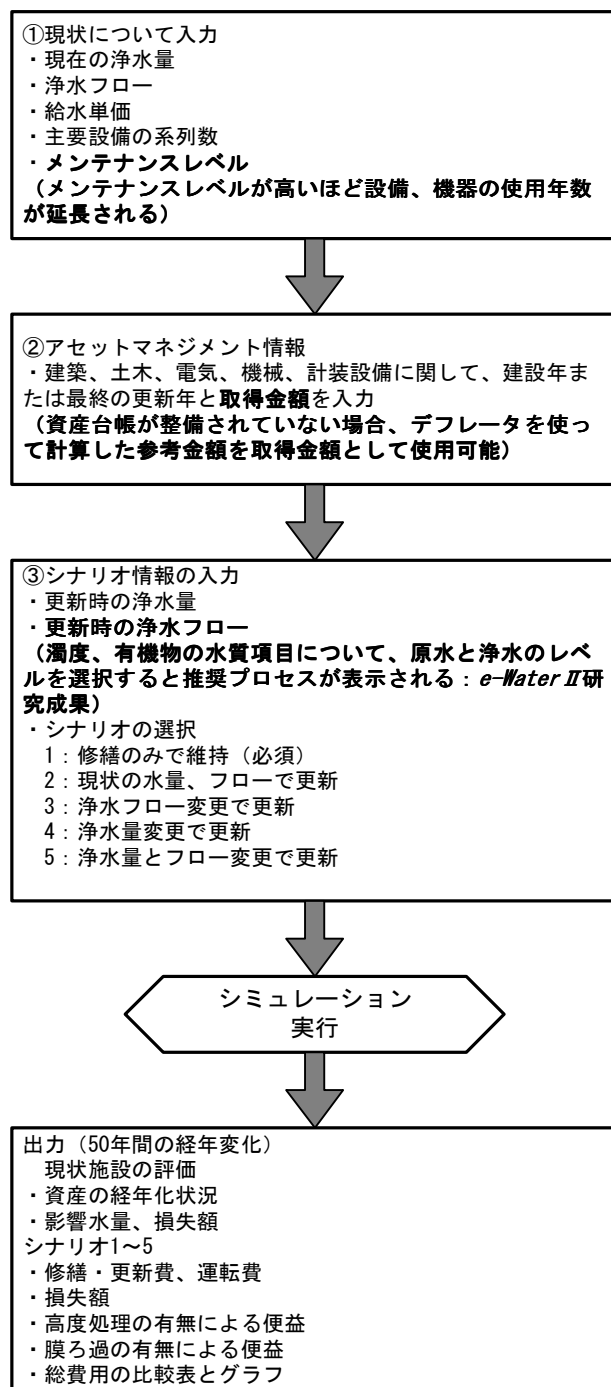 ①現状について入力
・現在の浄水量
・浄水フロー
・給水単価
・主要設備の系列数
・メンテナンスレベル
（メンテナンスレベルが高いほど設備、機器の使用年数
が延長される）
②アセットマネジメント情報
・建築、土木、電気、機械、計装設備に関して、建設年ま
たは最終の更新年と取得金額を入力
（資産台帳が整備されていない場合、デフレータを使っ
て計算した参考金額を取得金額として使用可能）
③シナリオ情報の入力
・更新時の浄水量
・更新時の浄水フロー
（濁度、有機物の水質項目について、原水と浄水のレベ
ルを選択すると推奨プロセスが表示される：e-WaterⅡ研
究成果）
・シナリオの選択
1：修繕のみで維持（必須）
2：現状の水量、フローで更新
3：浄水フロー変更で更新
4：浄水量変更で更新
5：浄水量とフロー変更で更新
シミュレーション
実行
出力（50年間の経年変化）
現状施設の評価
・資産の経年化状況
・影響水量、損失額
シナリオ1～5
・修繕・更新費、運転費
・損失額
・高度処理の有無による便益
・膜ろ過の有無による便益
・総費用の比較表とグラフ